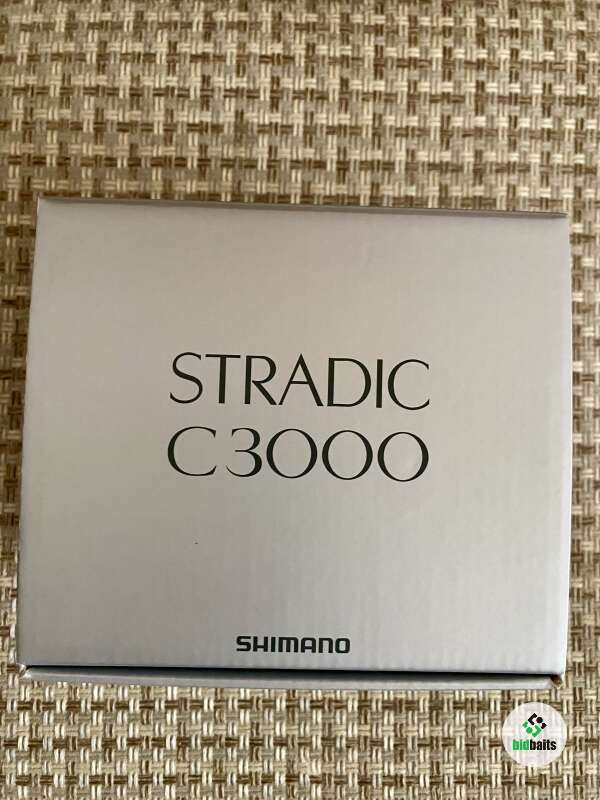 STRADIC
C3000
SHIMANO
bidbaits